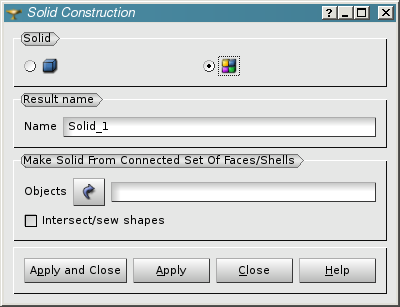 Solid Construction
Solid
Result name
Name Solid_1
Make Solid From Connected Set Of Faces/Shells
Objects
Intersect/sew shapes
Apply and Close Apply Close Help